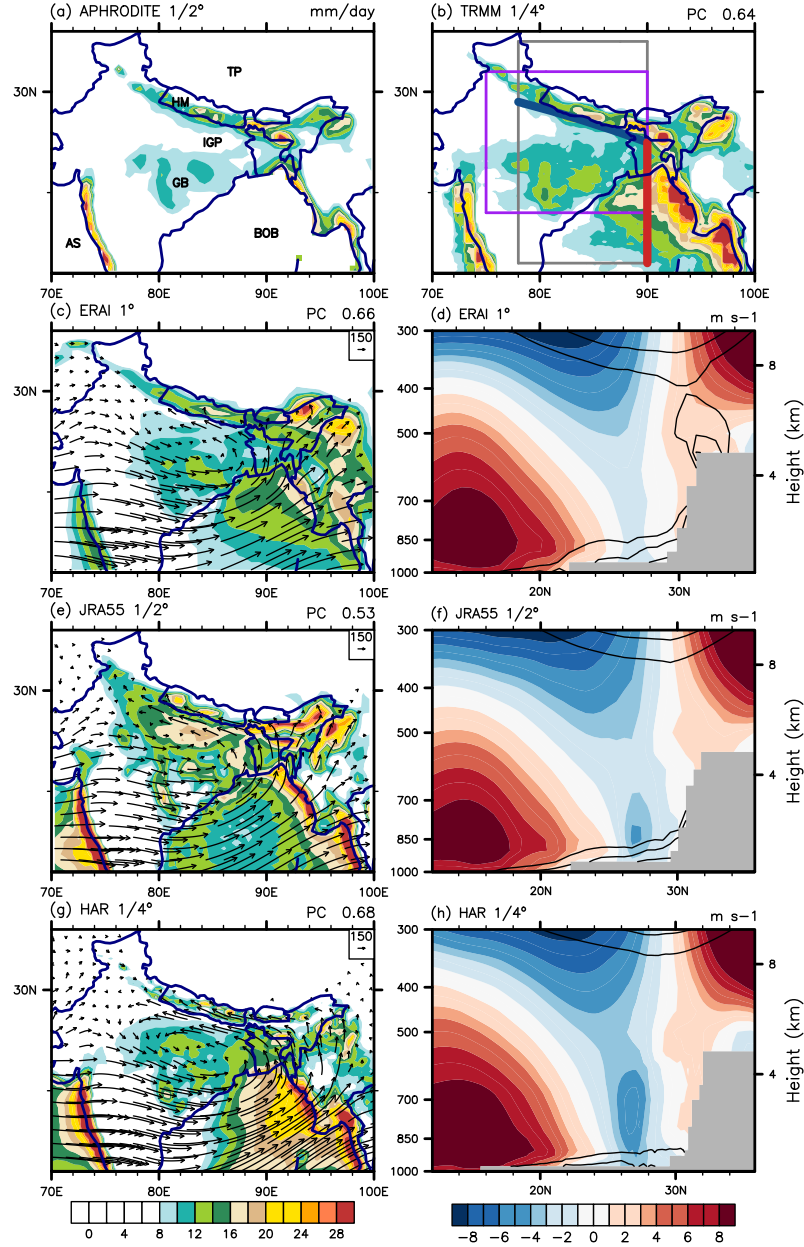 (a) APHRODITE 1/2° mm/day
(b) TRMM 1/4° PC 0.64
30N
TP
HM
IGP
GB
AS
BOB
30N
70E 80E 90E 100E
70E 80E 90E 100E
(c) ERAI 1° PC 0.66
150
30N
70E 80E 90E 100E
(d) ERAI 1° m s−1
300
400
500
700
850
1000
20N 30N
8
4
Height (km)
(e) JRA55 1/2° PC 0.53
150
30N
70E 80E 90E 100E
(f) JRA55 1/2° m s−1
300
400
500
700
850
1000
20N 30N
8
4
Height (km)
(g) HAR 1/4° PC 0.68
150
30N
70E 80E 90E 100E
(h) HAR 1/4° m s−1
300
400
500
700
850
1000
20N 30N
8
4
Height (km)
0 4 8 12 16 20 24 28
−8 −6 −4 −2 0 2 4 6 8